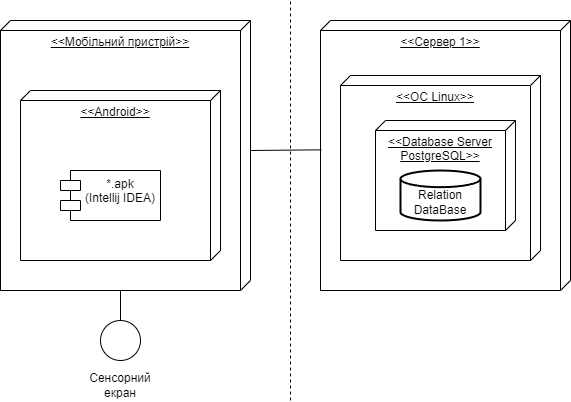 <<Мобільний пристрій>>
<<Android>>
*.apk
(Intellij IDEA)
Сенсорний
екран
<<Сервер 1>>
<<ОС Linux>>
<<Database Server
PostgreSQL>>
Relation
DataBase